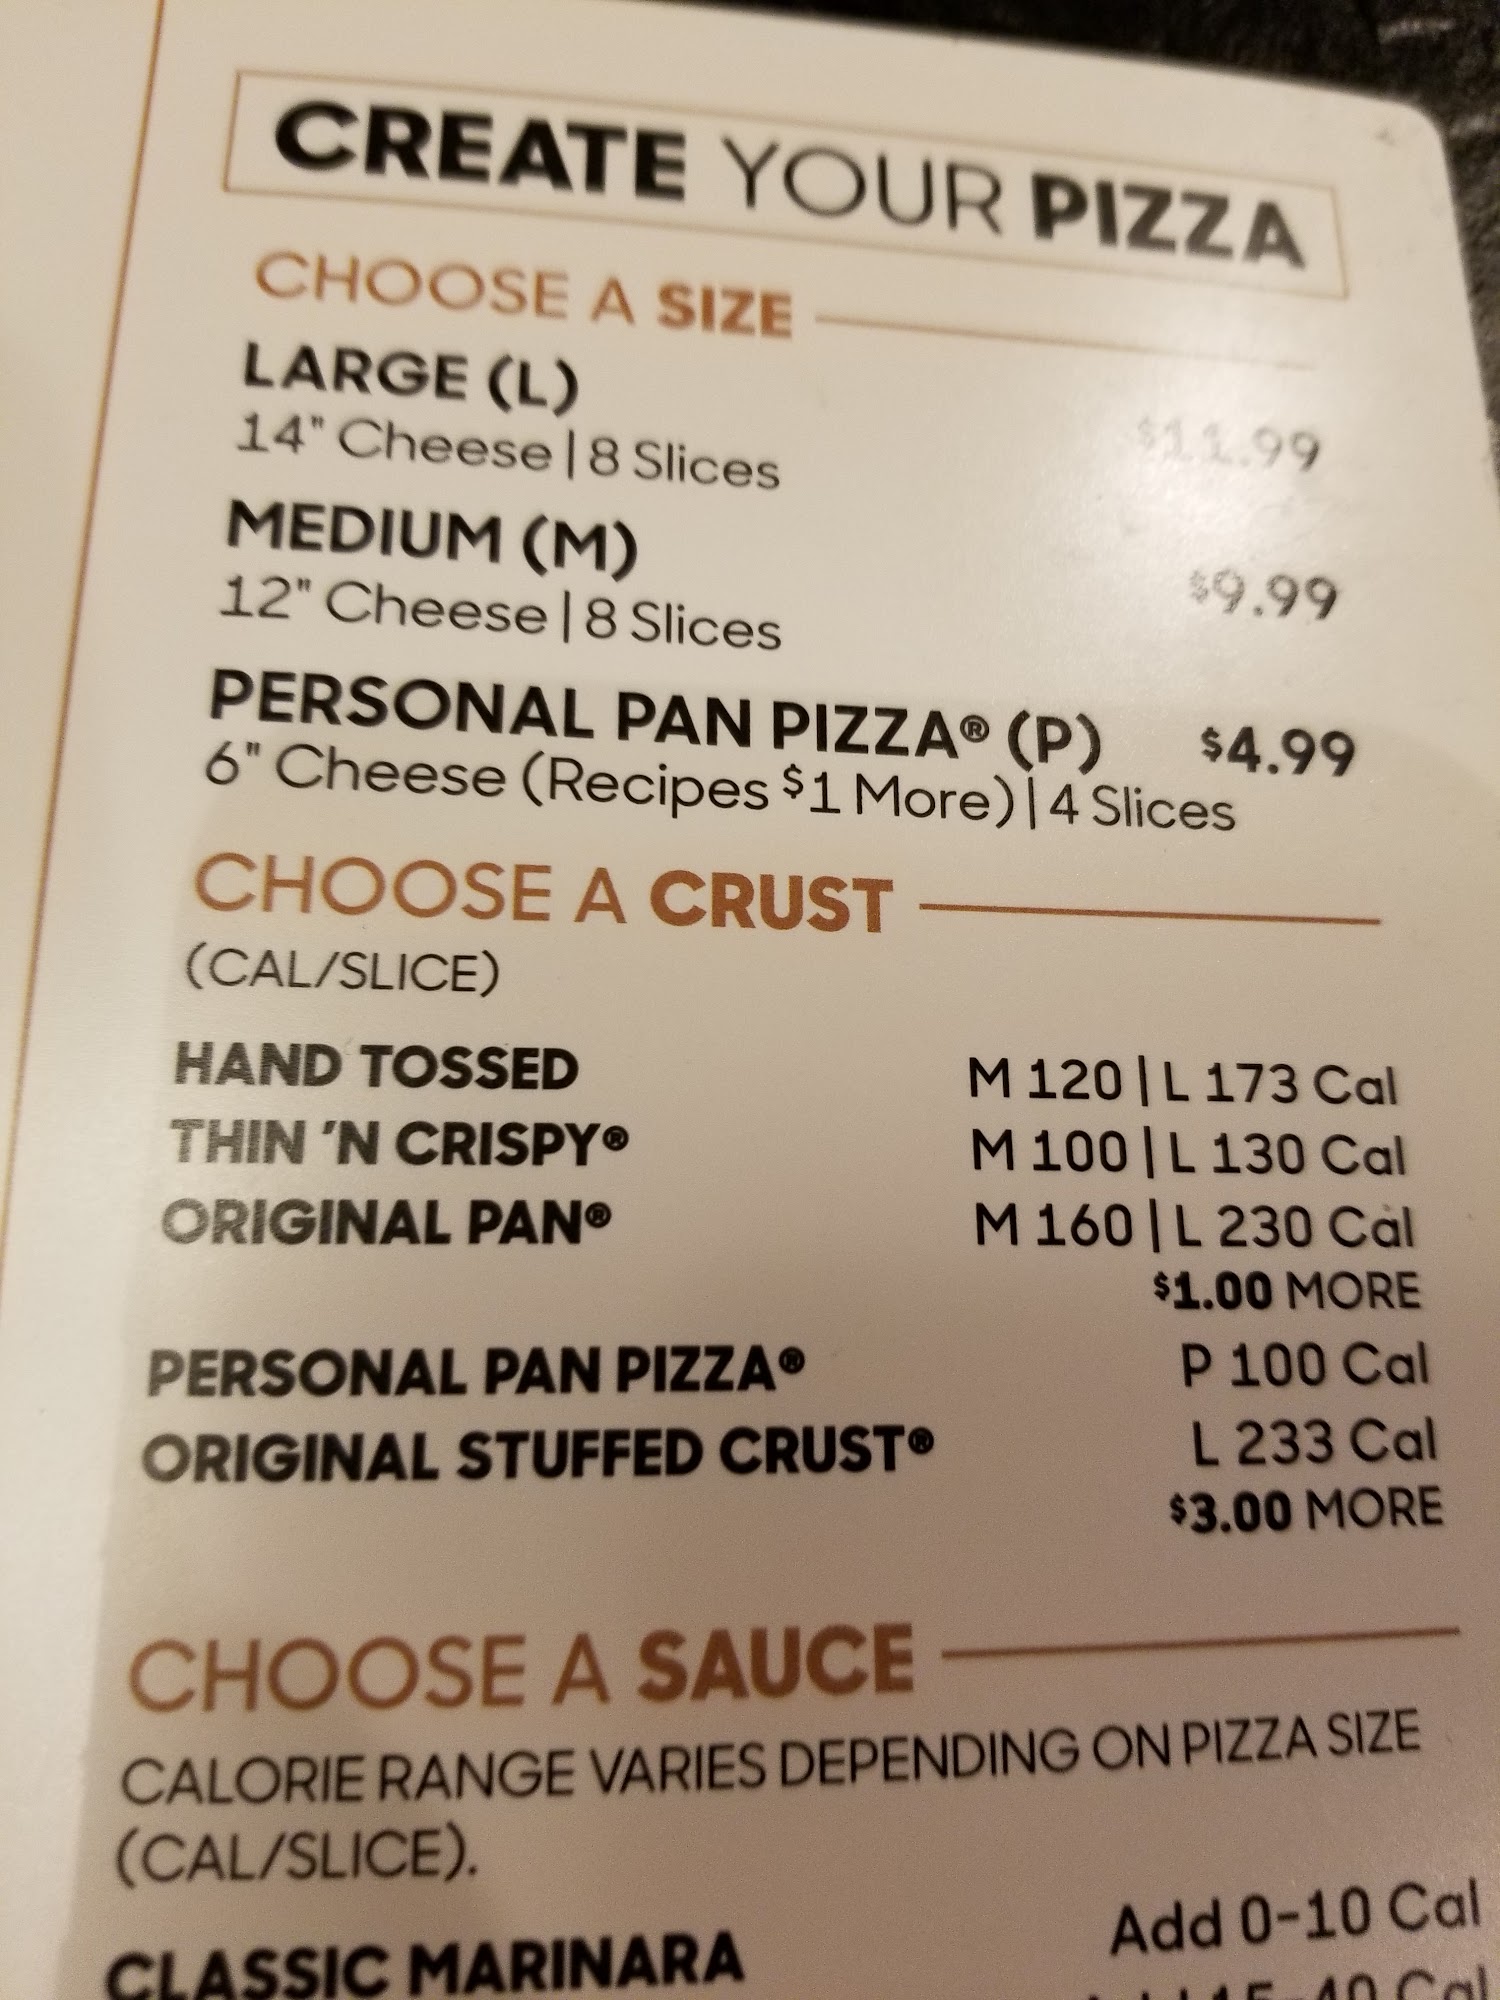 CREATE YOUR PIZZA
CHOOSE A SIZE
LARGE (L)
14" Cheese | 8 Slices $11.99
MEDIUM (M)
12" Cheese | 8 Slices $9.99
PERSONAL PAN PIZZA® (P) $4.99
6" Cheese (Recipes $1 More) | 4 Slices
CHOOSE A CRUST
(CAL/SLICE)
HAND TOSSED M 120 | L 173 Cal
THIN 'N CRISPY® M 100 | L 130 Cal
ORIGINAL PAN® M 160 | L 230 Cal
$1.00 MORE
PERSONAL PAN PIZZA® P 100 Cal
ORIGINAL STUFFED CRUST® L 233 Cal
$3.00 MORE
CHOOSE A SAUCE
CALORIE RANGE VARIES DEPENDING ON PIZZA SIZE
(CAL/SLICE).
CLASSIC MARINARA Add 0-10 Cal
Cal